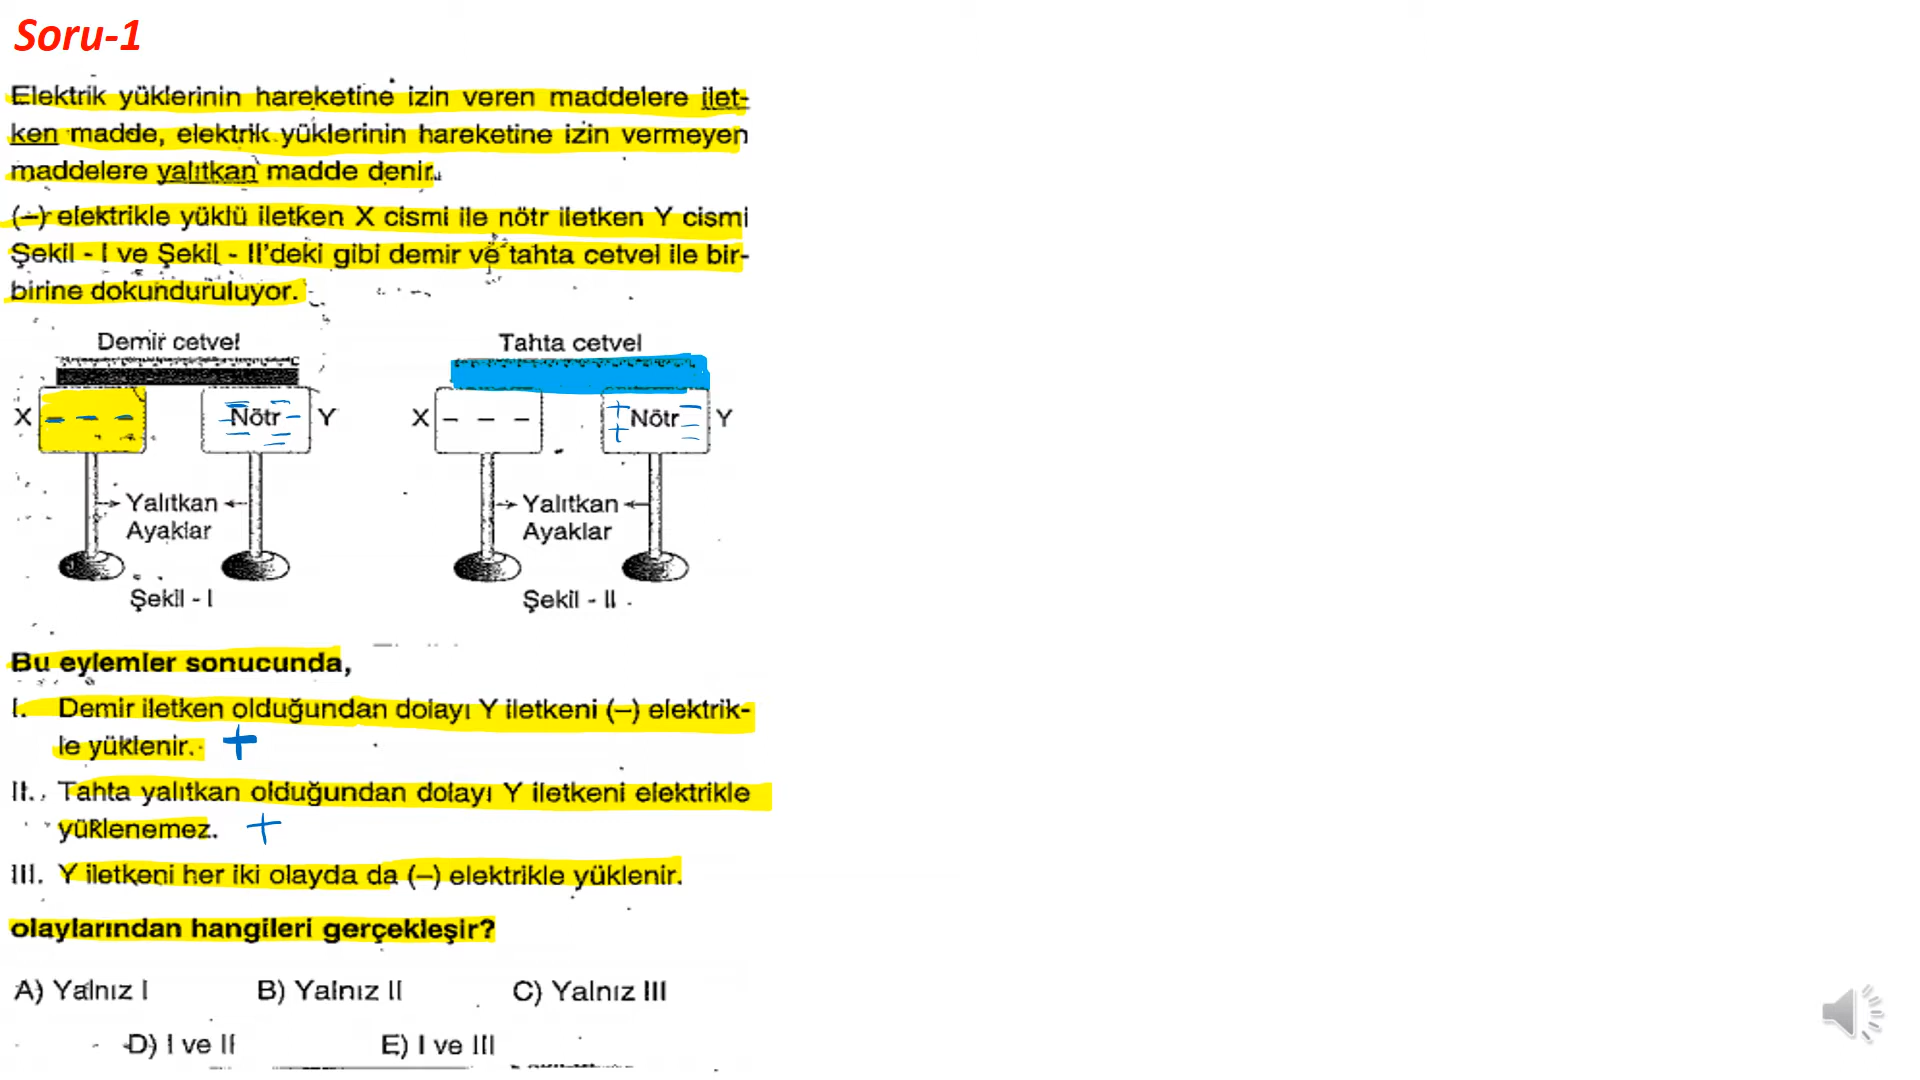 Soru-1
Elektrik yüklerinin hareketine izin veren maddelere ilet-
ken madde, elektrik yüklerinin hareketine izin vermeyen
maddelere yalıtkan madde denir.
(–) elektrikle yüklü iletken X cismi ile nötr iletken Y cismi
Şekil - I ve Şekil - II'deki gibi demir ve tahta cetvel ile bir-
birine dokunduruluyor.
Demir cetvel
Tahta cetvel
X – – – Nötr Y
X – – – Nötr Y
Yalıtkan
Ayaklar
Yalıtkan
Ayaklar
Şekil - I
Şekil - II
Bu eylemler sonucunda,
I. Demir iletken olduğundan dolayı Y iletkeni (–) elektrik-
le yüklenir. +
II. Tahta yalıtkan olduğundan dolayı Y iletkeni elektrikle
yüklenemez. +
III. Y iletkeni her iki olayda da (–) elektrikle yüklenir.
olaylarından hangileri gerçekleşir?
A) Yalnız I B) Yalnız II C) Yalnız III
D) I ve II E) I ve III